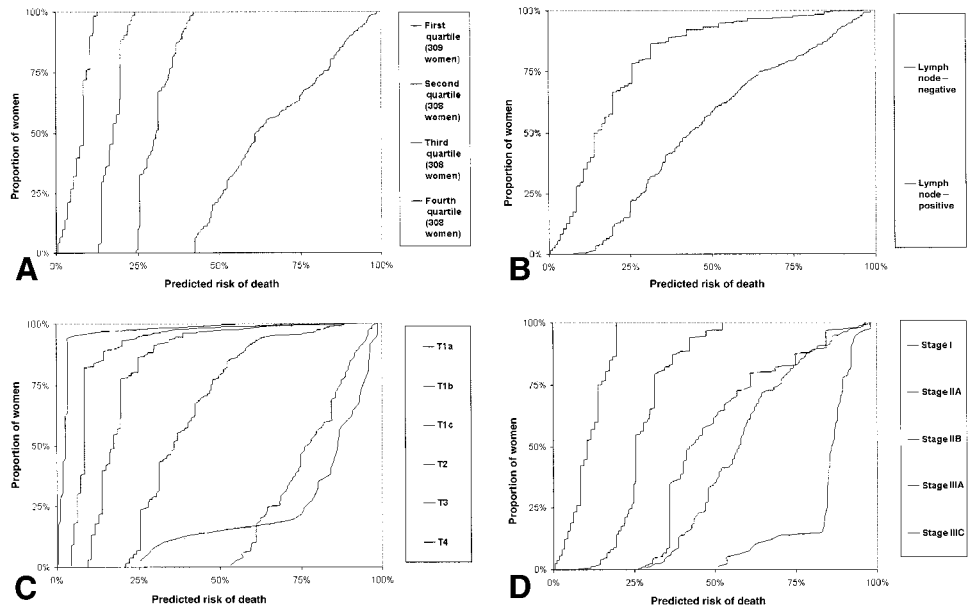 100%
75%
50%
25%
0%
Proportion of women
0%
25%
50%
75%
100%
Predicted risk of death
First
quartile
(309
women)
Second
quartile
(308
women)
Third
quartile
(308
women)
Fourth
quartile
(308
women)
A
100%
75%
50%
25%
0%
Proportion of women
0%
25%
50%
75%
100%
Predicted risk of death
Lymph
node –
negative
Lymph
node –
positive
B
100%
75%
50%
25%
0%
Proportion of women
0%
25%
50%
75%
100%
Predicted risk of death
T1a
T1b
T1c
T2
T3
T4
C
100%
75%
50%
25%
0%
Proportion of women
0%
25%
50%
75%
100%
Predicted risk of death
Stage I
Stage IIA
Stage IIB
Stage IIIA
Stage IIIC
D